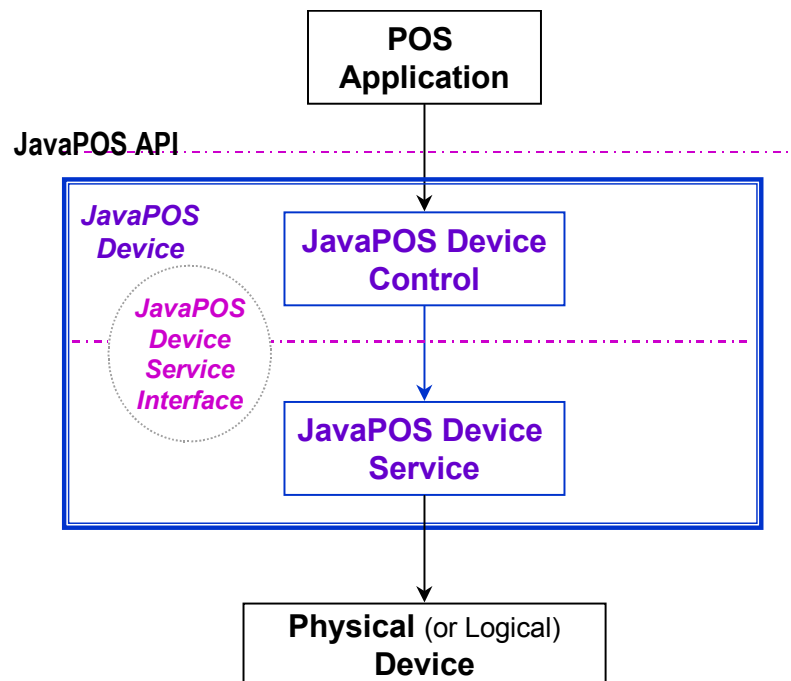 POS
Application
JavaPOS API
JavaPOS
Device
JavaPOS Device
Control
JavaPOS
Device
Service
Interface
JavaPOS Device
Service
Physical (or Logical)
Device